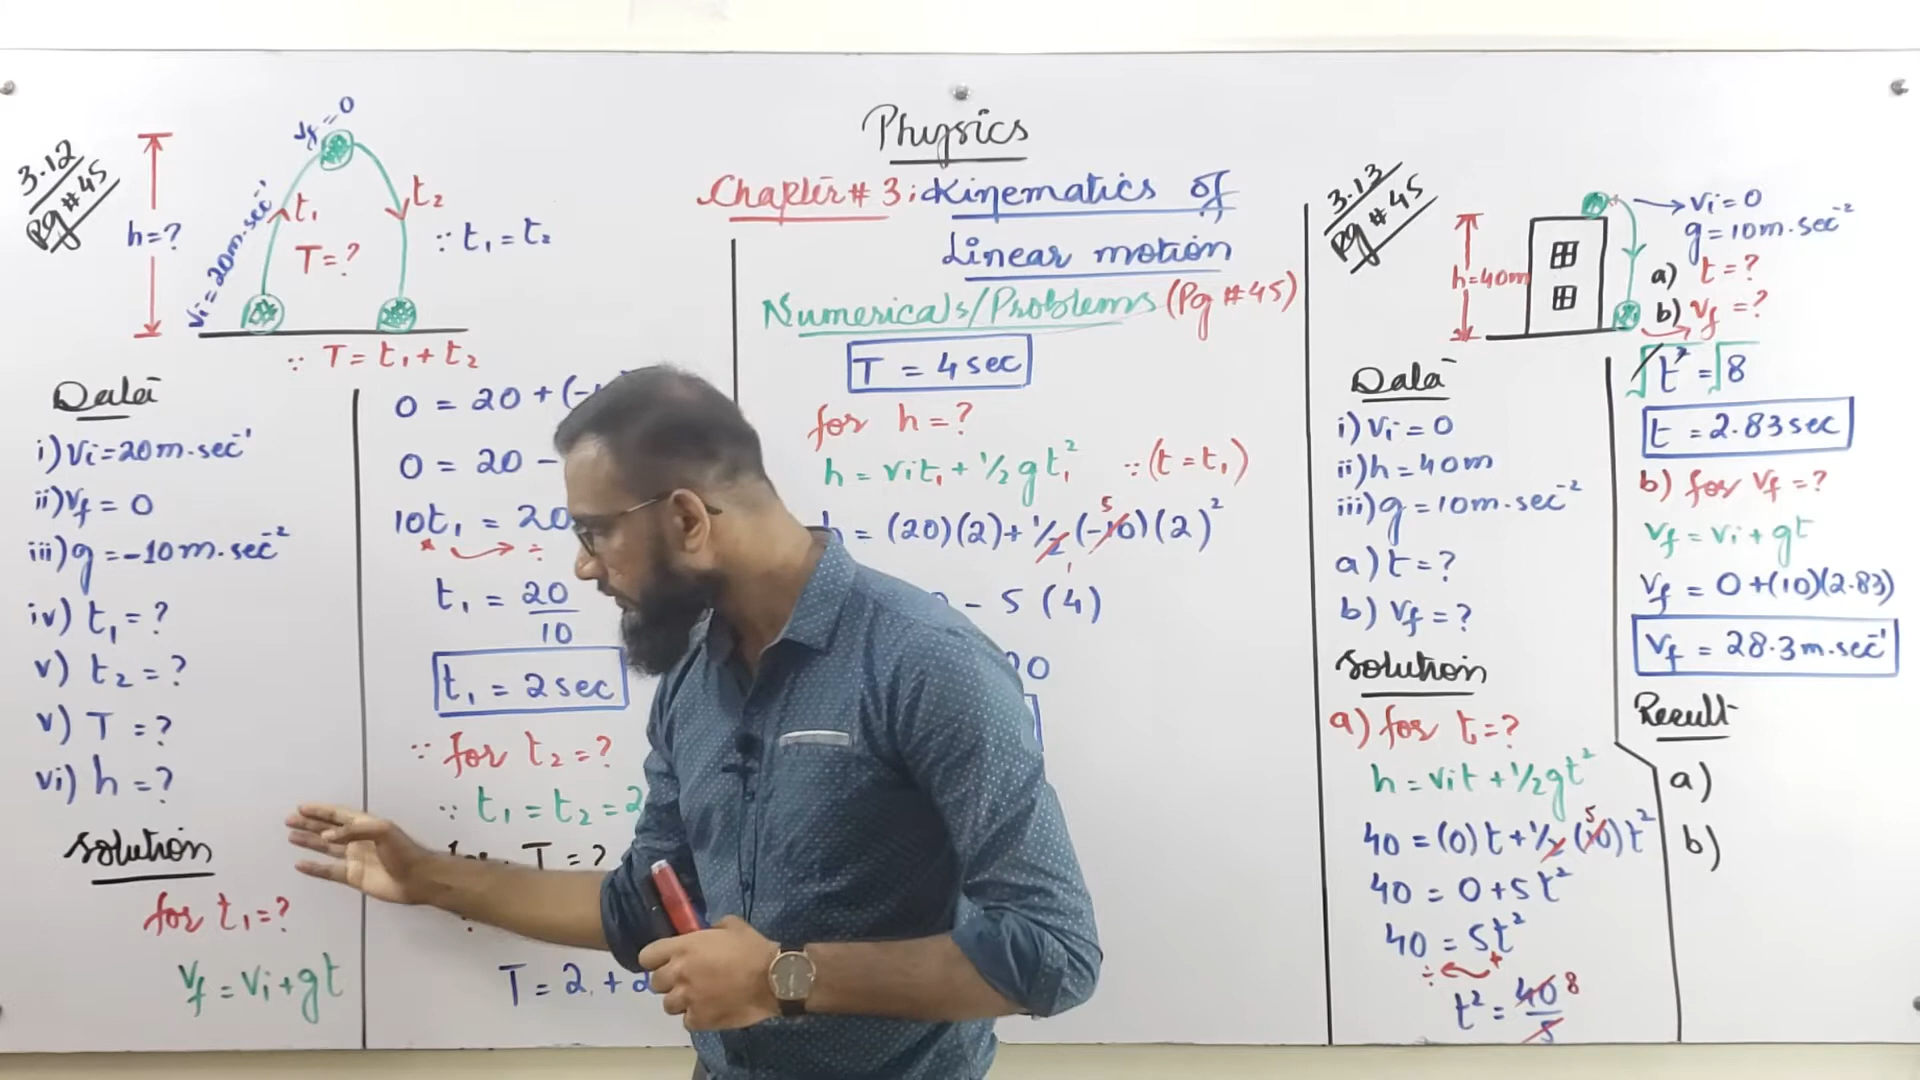 Physics
Chapter # 3: Kinematics of
Linear motion
Numericals/Problems (Pg #45)
3.12
Pg #45
h=?
Vi=20m.sec⁻¹
Vf=0
t₁
T=?
t₂
∵ t₁=t₂
∵ T=t₁+t₂
Data
i) Vi=20m.sec⁻¹
ii) Vf=0
iii) g=-10m.sec⁻²
iv) t₁=?
v) t₂=?
v) T=?
vi) h=?
Solution
for t₁=?
Vf=Vi+gt
0=20+(-
0=20-
10t₁=20
÷
t₁=20/10
t₁=2sec
∵ for t₂=?
∵ t₁=t₂=2
T=?
T=2+2
T=4sec
for h=?
h=Vit₁+1/2gt₁² ∵(t=t₁)
h=(20)(2)+1/2(-10)(2)²
5
1
- 5(4)
3.13
Pg #45
h=40m
Vi=0
g=10m.sec⁻²
a) t=?
b) Vf=?
Data
i) Vi=0
ii) h=40m
iii) g=10m.sec⁻²
a) t=?
b) Vf=?
Solution
a) for t=?
h=Vit+1/2gt²
5
40=(0)t+1/2(10)t²
40=0+5t²
40=5t²
÷
t²=40/5
8
√t²=√8
t=2.83sec
b) for Vf=?
Vf=Vi+gt
Vf=0+(10)(2.83)
Vf=28.3m.sec⁻¹
Result
a)
b)